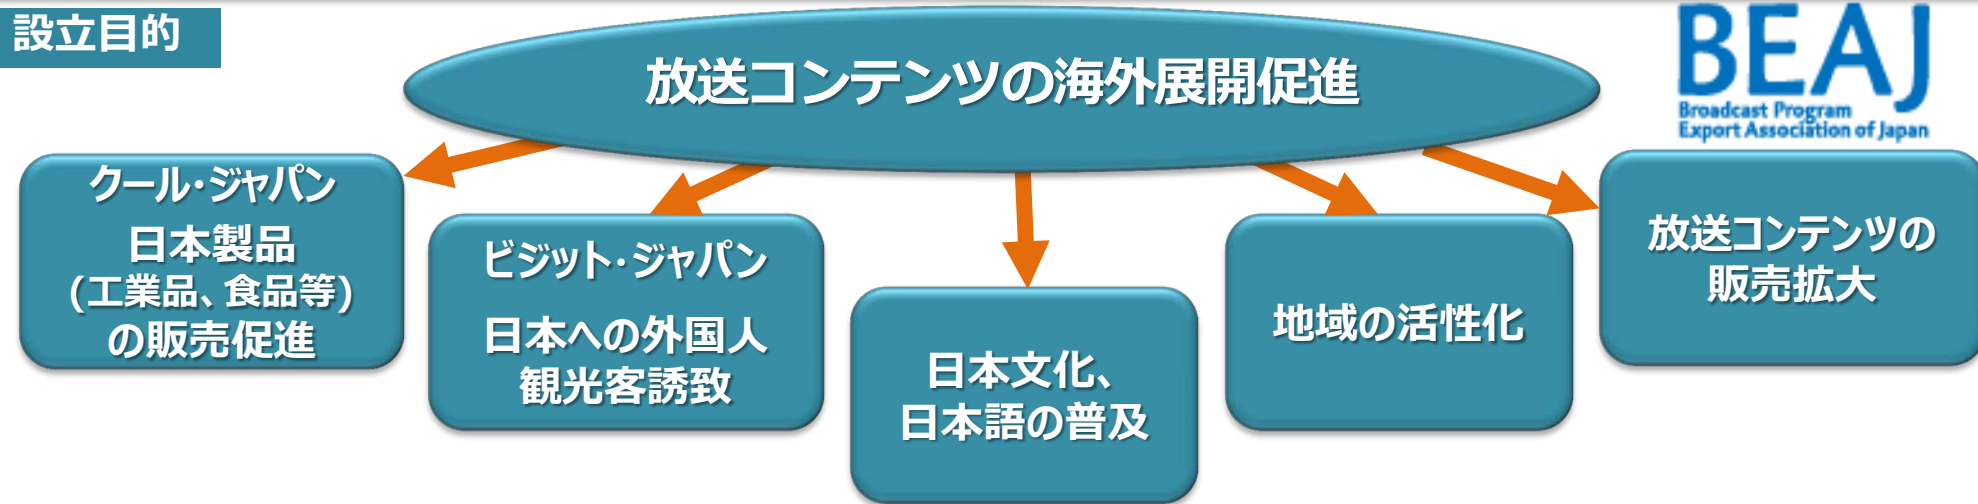 設立目的
放送コンテンツの海外展開促進
BEAJ
Broadcast Program
Export Association of Japan
クール・ジャパン
日本製品
(工業品、食品等)
の販売促進
ビジット・ジャパン
日本への外国人
観光客誘致
日本文化、
日本語の普及
地域の活性化
放送コンテンツの
販売拡大